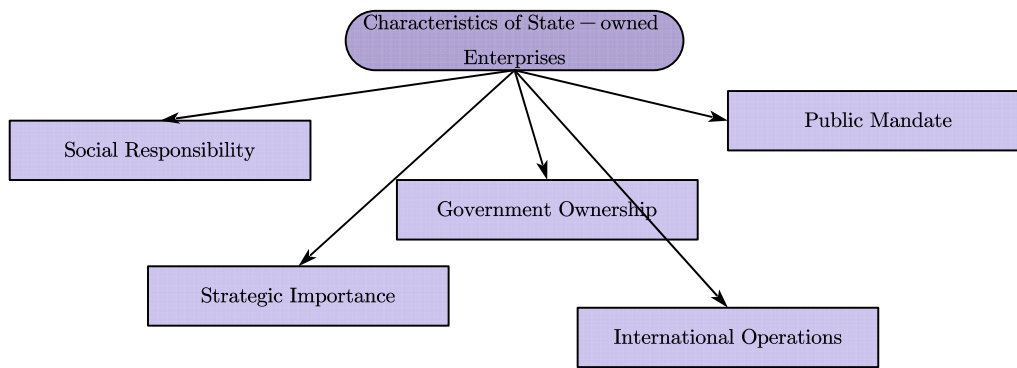 Characteristics of State – owned
Enterprises
Public Mandate
Social Responsibility
Government Ownership
Strategic Importance
International Operations